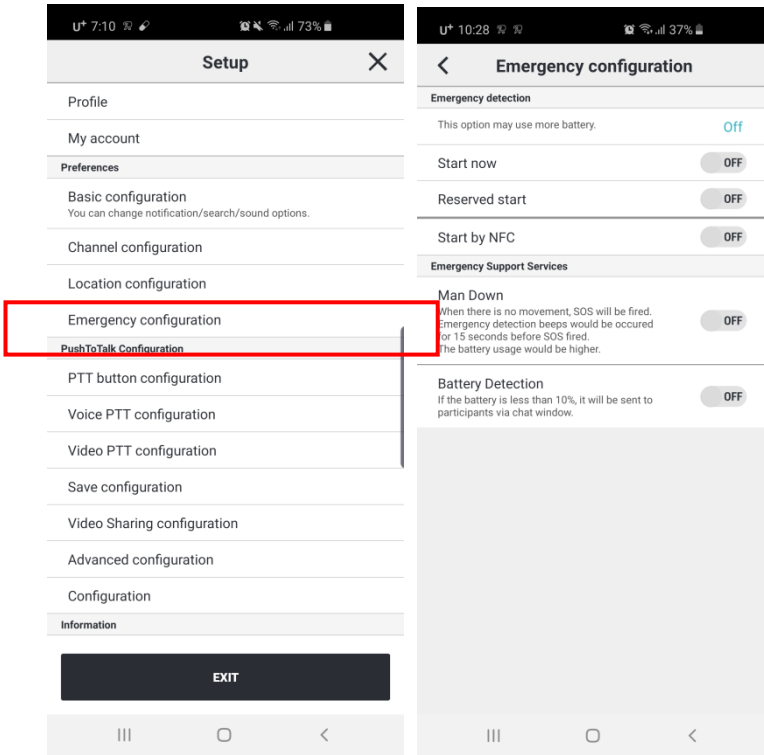 U+ 7:10 73%
Setup
Profile
My account
Preferences
Basic configuration
You can change notification/search/sound options.
Channel configuration
Location configuration
Emergency configuration
PushToTalk Configuration
PTT button configuration
Voice PTT configuration
Video PTT configuration
Save configuration
Video Sharing configuration
Advanced configuration
Configuration
Information
EXIT
U+ 10:28 37%
Emergency configuration
Emergency detection
This option may use more battery. Off
Start now OFF
Reserved start OFF
Start by NFC OFF
Emergency Support Services
Man Down
When there is no movement, SOS will be fired.
Emergency detection beeps would be occured
for 15 seconds before SOS fired.
The battery usage would be higher.
OFF
Battery Detection
If the battery is less than 10%, it will be sent to
participants via chat window.
OFF